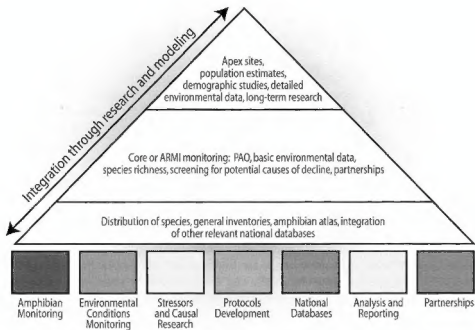 Integration through research and modeling
Apex sites,
population estimates,
demographic studies, detailed
environmental data, long-term research
Core or ARMI monitoring: PAO, basic environmental data,
species richness, screening for potential causes of decline, partnerships
Distribution of species, general inventories, amphibian atlas, integration
of other relevant national databases
Amphibian
Monitoring
Environmental
Conditions
Monitoring
Stressors
and Causal
Research
Protocols
Development
National
Databases
Analysis and
Reporting
Partnerships